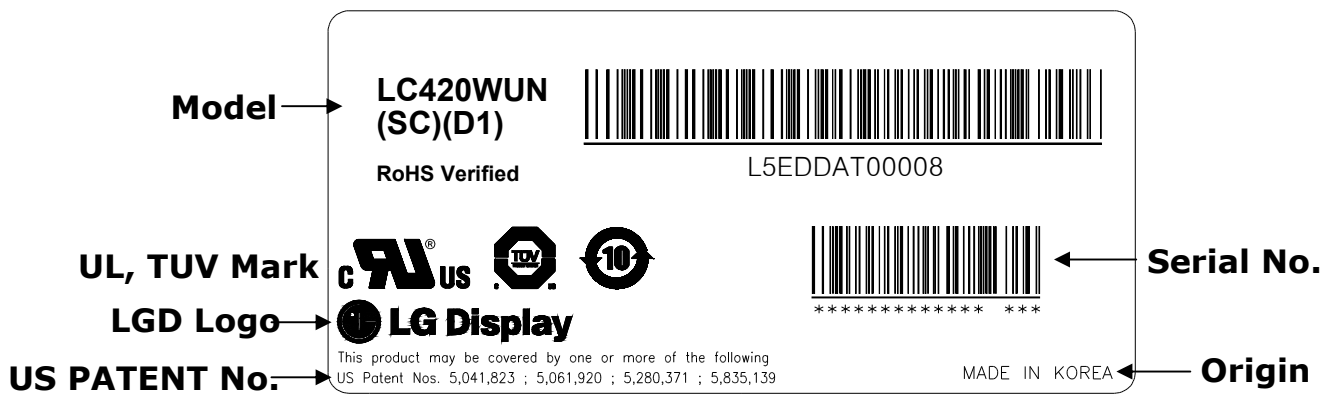 Model
LC420WUN
(SC)(D1)
RoHS Verified
L5EDDAT00008
UL, TUV Mark
C RU ® US
TUV
10
Serial No.
************ ***
LGD Logo
LG Display
This product may be covered by one or more of the following
US PATENT No.
US Patent Nos. 5,041,823 ; 5,061,920 ; 5,280,371 ; 5,835,139
MADE IN KOREA
Origin